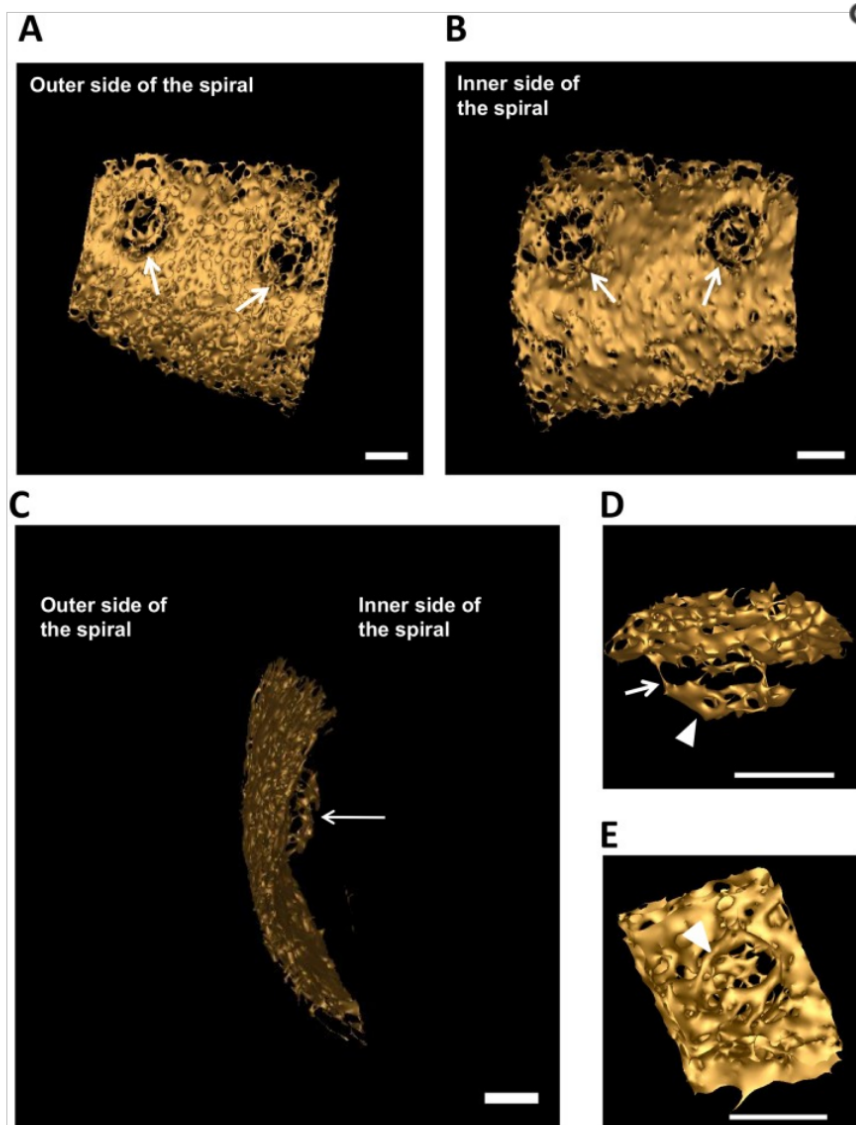 A
B
Outer side of the spiral
Inner side of
the spiral
C
Outer side of
the spiral
Inner side of
the spiral
D
E